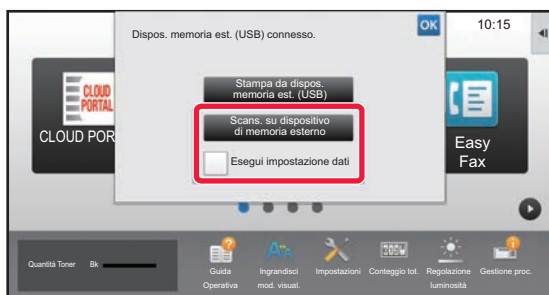 Dispos. memoria est. (USB) connesso.
OK
10:15
Stampa da dispos.
memoria est. (USB)
Scans. su dispositivo
di memoria esterno
Esegui impostazione dati
CLOUD
PORTAL
CLOUD POR
Easy
Fax
Quantità Toner
Bk
Guida
Operativa
Ingrandisci
mod. visual.
Impostazioni
Conteggio tot.
Regolazione
luminosità
Gestione proc.